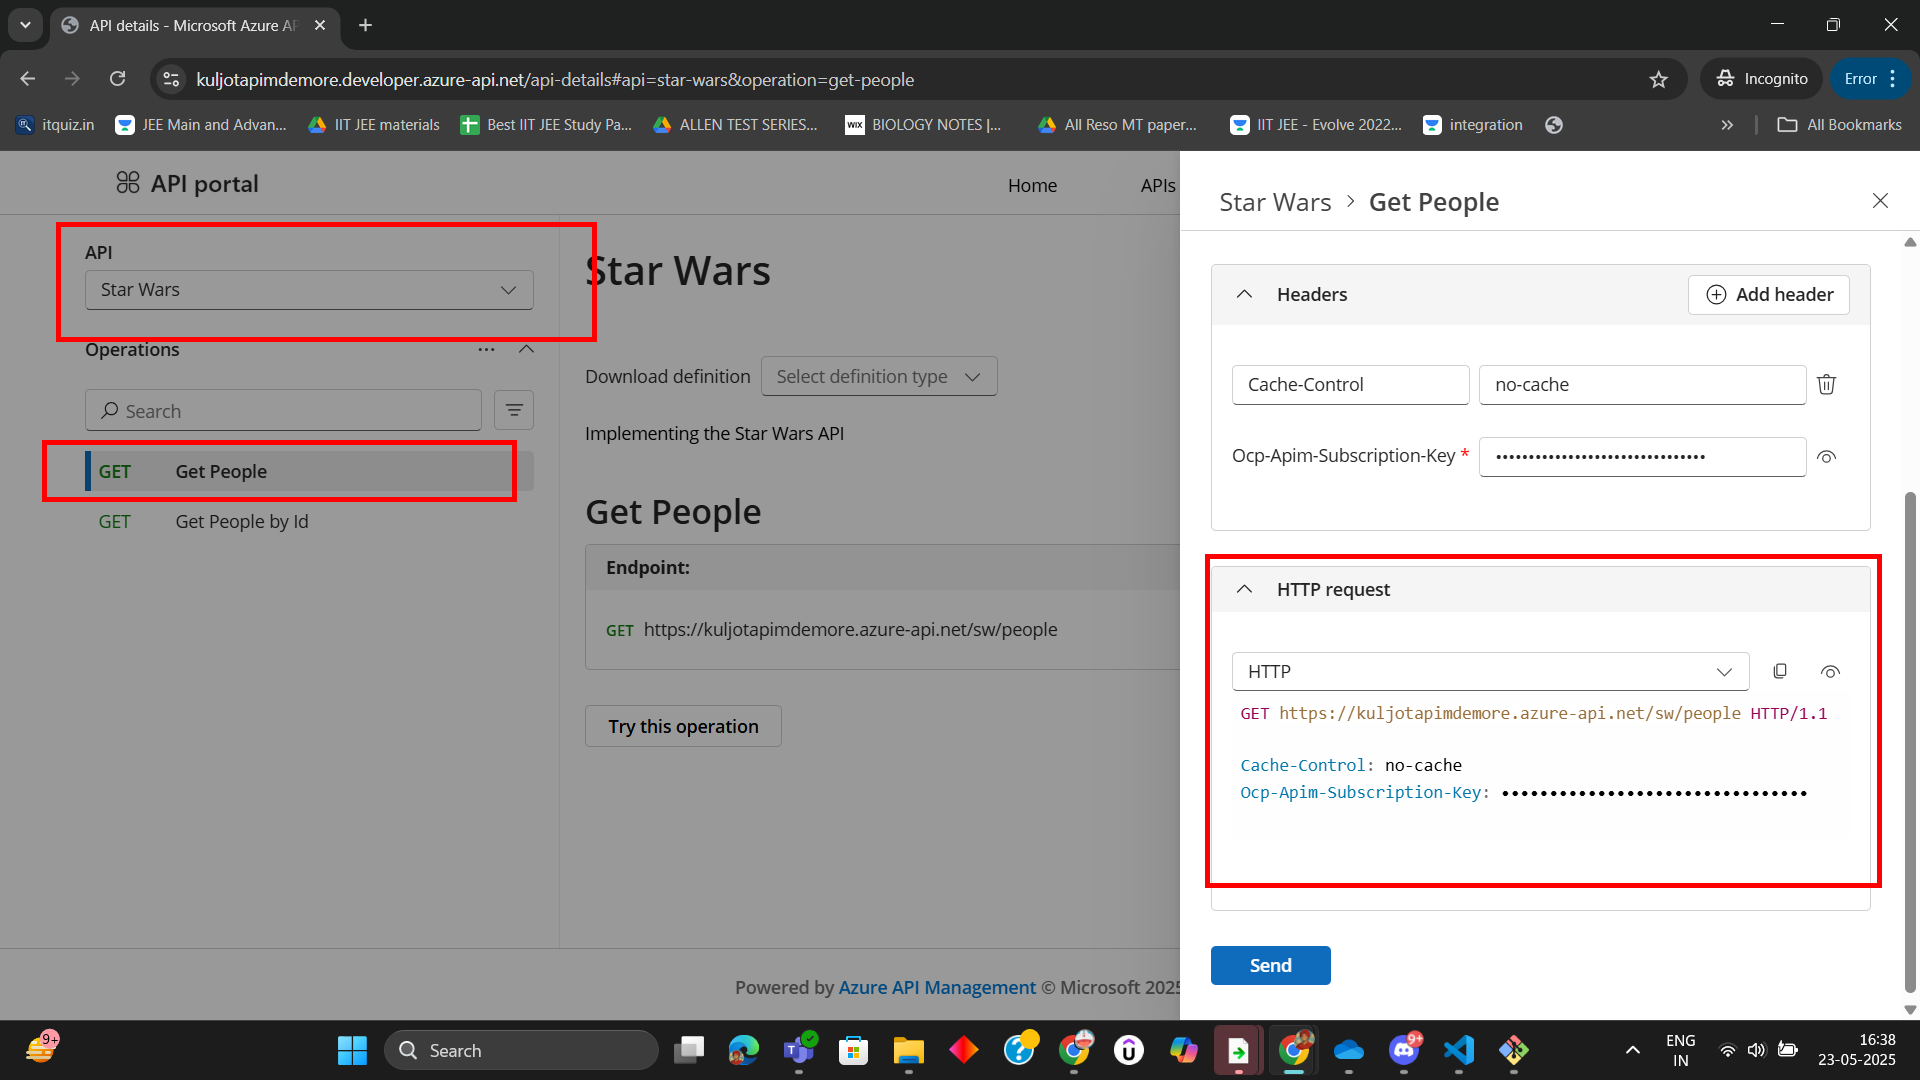 API details - Microsoft Azure AP
kuljotapimdemore.developer.azure-api.net/api-details#api=star-wars&operation=get-people
Incognito
Error
itquiz.in
JEE Main and Advan...
IIT JEE materials
Best IIT JEE Study Pa...
ALLEN TEST SERIES...
WIX
BIOLOGY NOTES |...
All Reso MT paper...
IIT JEE - Evolve 2022...
integration
All Bookmarks
API portal
Home
APIs
API
Star Wars
Operations
Search
GET Get People
GET Get People by Id
Star Wars
Download definition
Select definition type
Implementing the Star Wars API
Get People
Endpoint:
GET https://kuljotapimdemore.azure-api.net/sw/people
Try this operation
Powered by Azure API Management © Microsoft 2025
Star Wars > Get People
Headers
Add header
Cache-Control
no-cache
Ocp-Apim-Subscription-Key *
••••••••••••••••••••••••••••••••
HTTP request
HTTP
GET https://kuljotapimdemore.azure-api.net/sw/people HTTP/1.1
Cache-Control: no-cache
Ocp-Apim-Subscription-Key: ••••••••••••••••••••••••••••••••
Send
9+
Search
9+
ENG
IN
16:38
23-05-2025